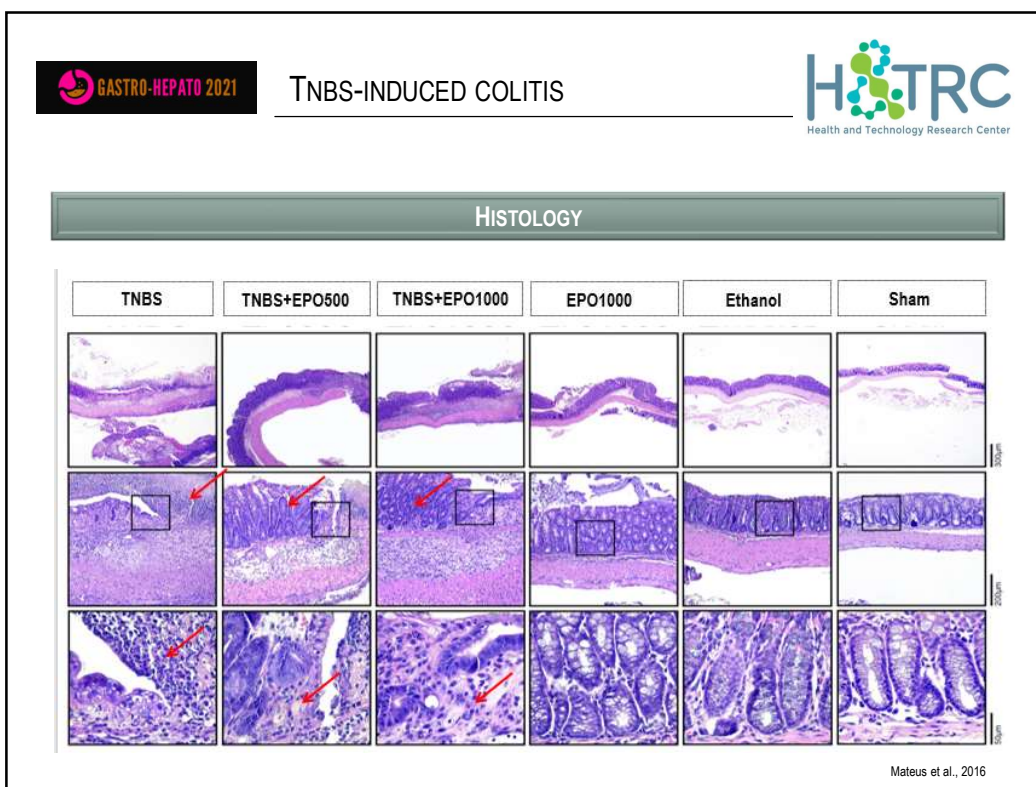 GASTRO-HEPATO 2021
TNBS-INDUCED COLITIS
H&TRC
Health and Technology Research Center
HISTOLOGY
TNBS
TNBS+EPO500
TNBS+EPO1000
EPO1000
Ethanol
Sham
300µm
200µm
50µm
Mateus et al., 2016